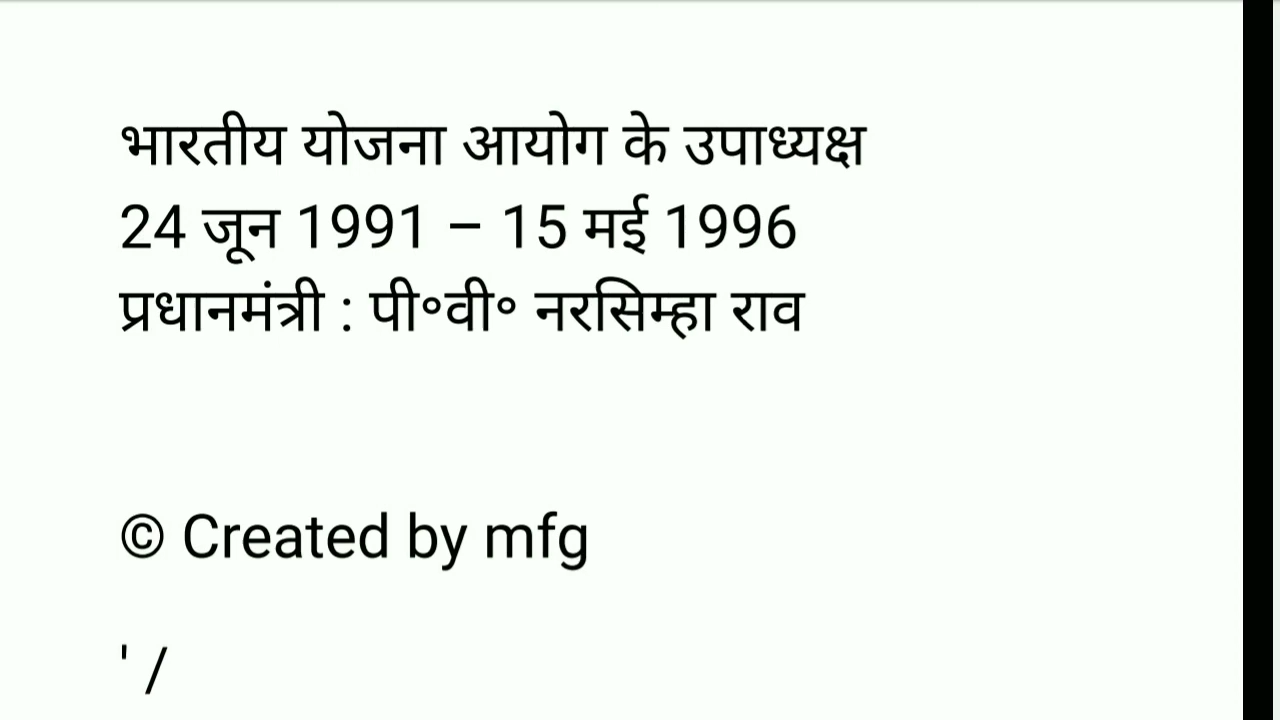 भारतीय योजना आयोग के उपाध्यक्ष
24 जून 1991 – 15 मई 1996
प्रधानमंत्री : पी॰वी॰ नरसिम्हा राव
© Created by mfg
' /